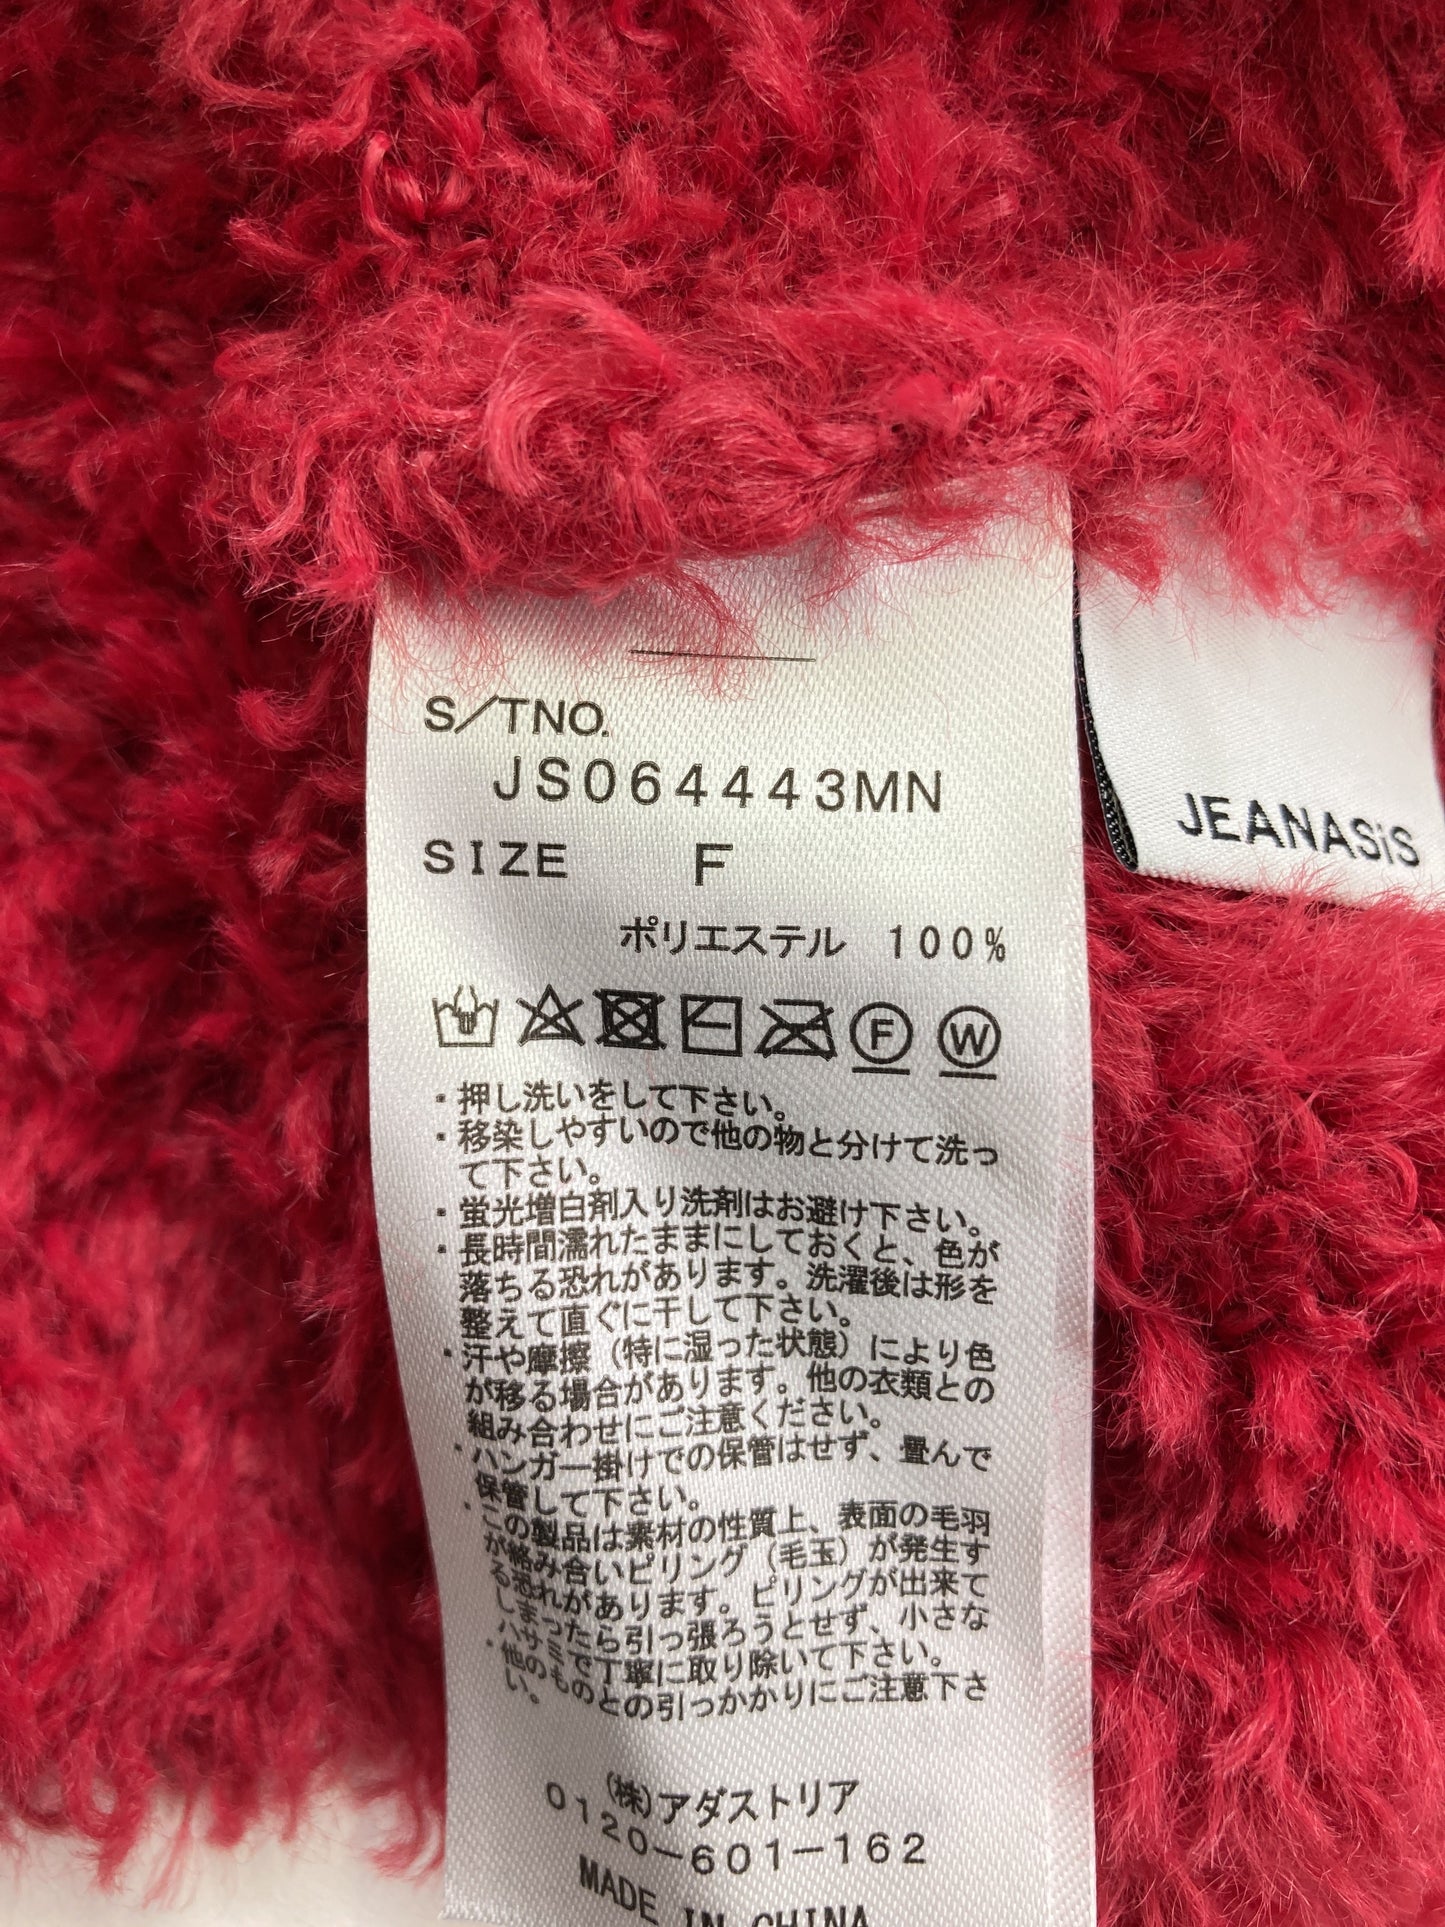 S/TNO.
JS064443MN
SIZE F
ポリエステル 100%
F W
・押し洗いをして下さい。
・移染しやすいので他の物と分けて洗っ
て下さい。
・蛍光増白剤入り洗剤はお避け下さい。
・長時間濡れたままにしておくと、色が
落ちる恐れがあります。洗濯後は形を
整えて直ぐに干して下さい。
・汗や摩擦（特に湿った状態）により色
が移る場合があります。他の衣類との
組み合わせにご注意ください。
・ハンガー掛けでの保管はせず、畳んで
保管して下さい。
・この製品は素材の性質上、表面の毛羽
が絡み合いピリング（毛玉）が発生す
る恐れがあります。ピリングが出来て
しまったら引っ張ろうとせず、小さな
ハサミで丁寧に取り除いて下さい。
・他のものとの引っかかりにご注意下さ
い。
(株)アダストリア
0120-601-162
MADE IN CHINA
JEANASiS